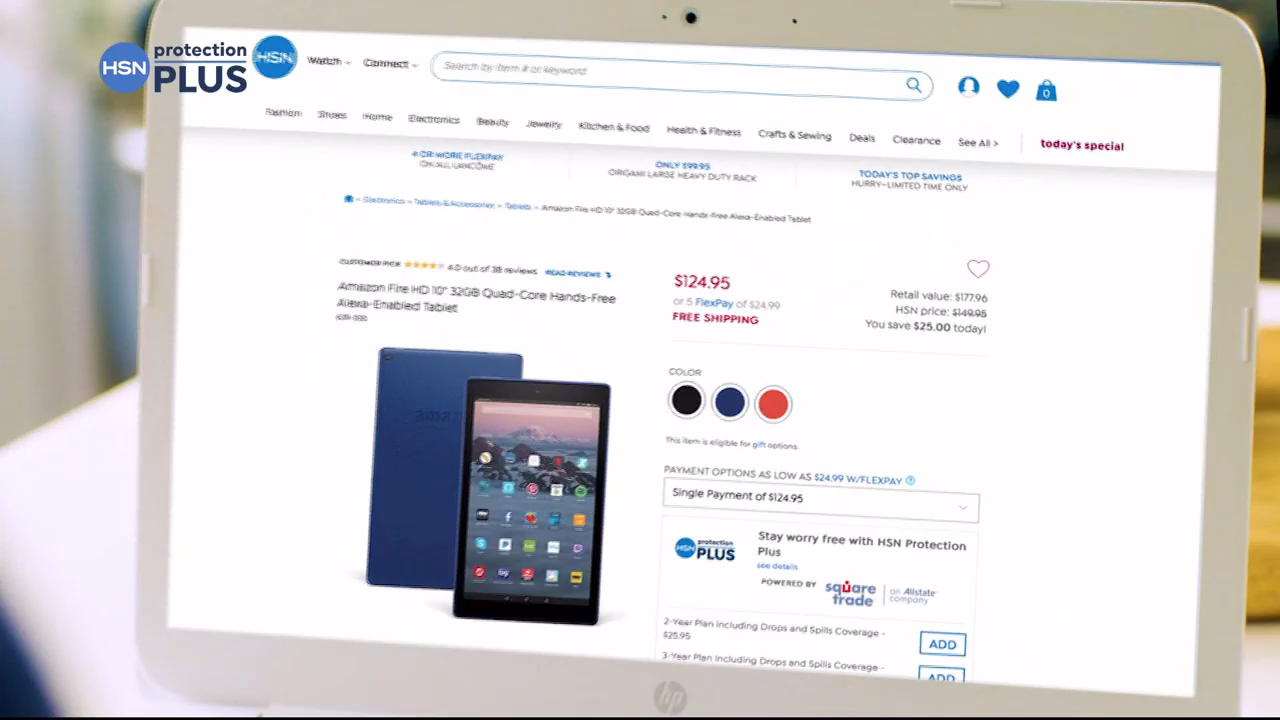 HSN protection PLUS
HSN
Watch
Connect
Search by item # or keyword
0
Fashion Shoes Home Electronics Beauty Jewelry Kitchen & Food Health & Fitness Crafts & Sewing Deals Clearance See All > today's special
4 OR MORE FLEXPAY
ON ALL LANCOME
ONLY $99.95
ORIGAMI LARGE HEAVY DUTY RACK
TODAY'S TOP SAVINGS
HURRY–LIMITED TIME ONLY
Electronics Tablets & Accessories Tablets Amazon Fire HD 10" 32GB Quad-Core Hands-Free Alexa-Enabled Tablet
CUSTOMER PICK 4.0 out of 38 reviews READ REVIEWS
Amazon Fire HD 10" 32GB Quad-Core Hands-Free
Alexa-Enabled Tablet
$124.95
or 5 FlexPay of $24.99
FREE SHIPPING
Retail value: $177.96
HSN price: $149.95
You save $25.00 today!
COLOR
This item is eligible for gift options.
PAYMENT OPTIONS AS LOW AS $24.99 W/FLEXPAY ?
Single Payment of $124.95
HSN protection PLUS
Stay worry free with HSN Protection
Plus
see details
POWERED BY square trade an Allstate company
2-Year Plan Including Drops and Spills Coverage -
$25.95
ADD
3-Year Plan Including Drops and Spills Coverage -
ADD
amazon
hp